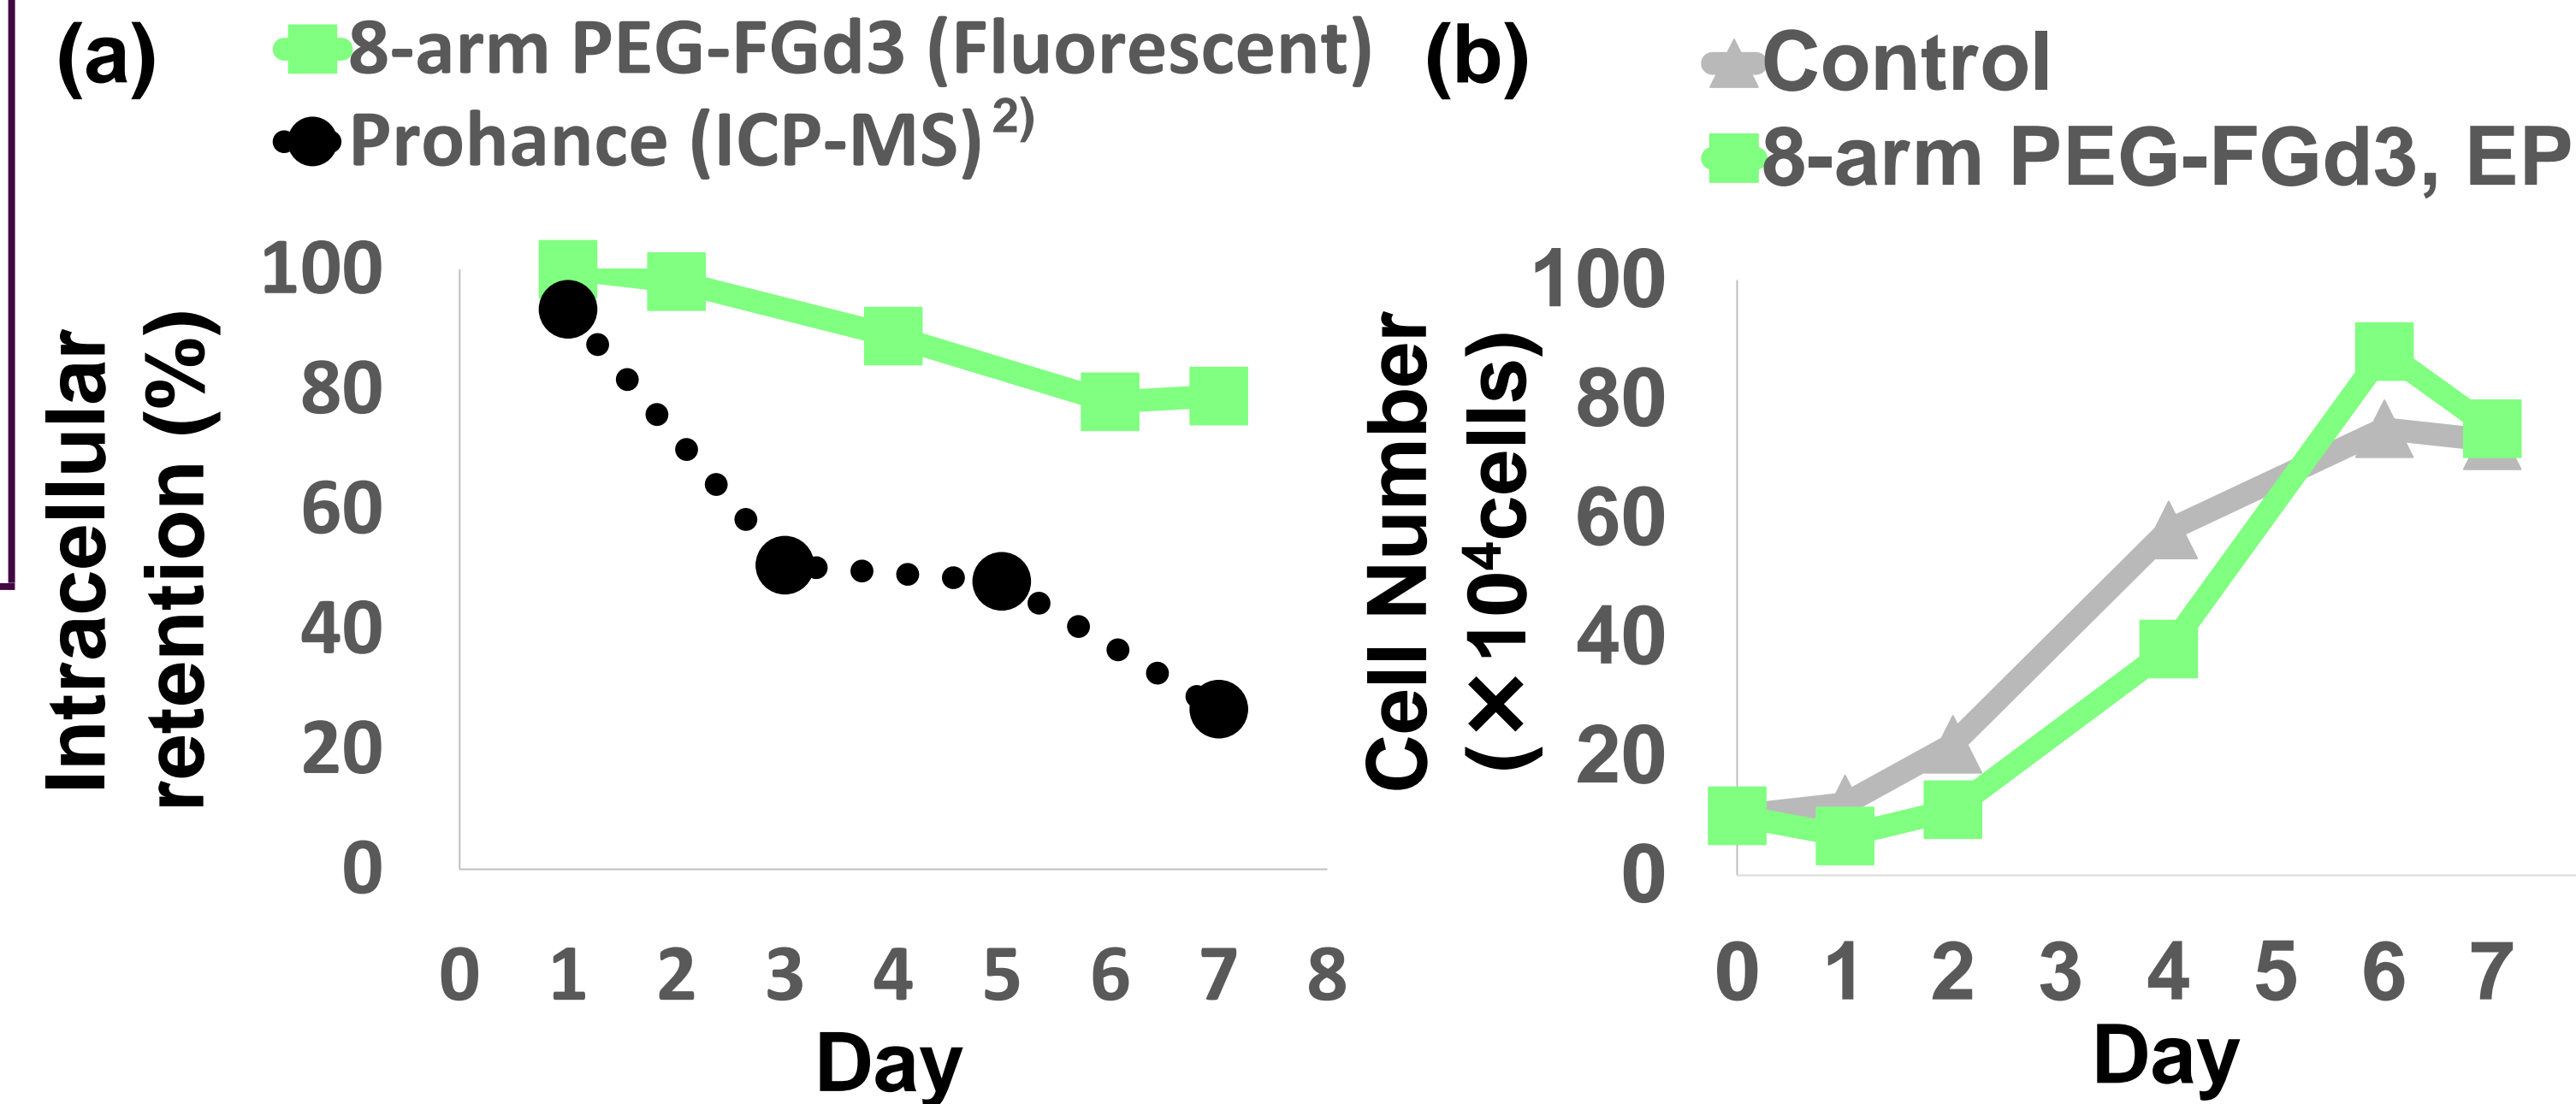 (a)
8-arm PEG-FGd3 (Fluorescent)
Prohance (ICP-MS) 2)
Intracellular
retention (%)
100
80
60
40
20
0
0 1 2 3 4 5 6 7 8
Day
(b)
Control
8-arm PEG-FGd3, EP
Cell Number
(×10⁴cells)
100
80
60
40
20
0
0 1 2 3 4 5 6 7
Day